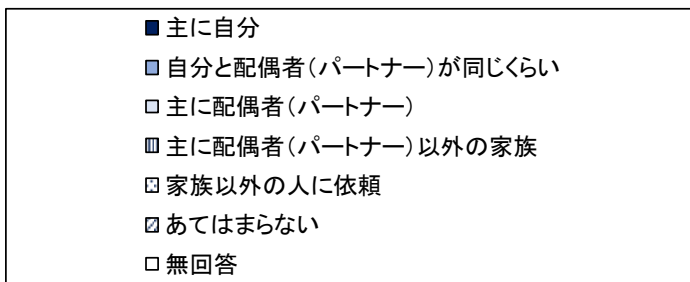 主に自分
自分と配偶者（パートナー）が同じくらい
主に配偶者（パートナー）
主に配偶者（パートナー）以外の家族
家族以外の人に依頼
あてはまらない
無回答